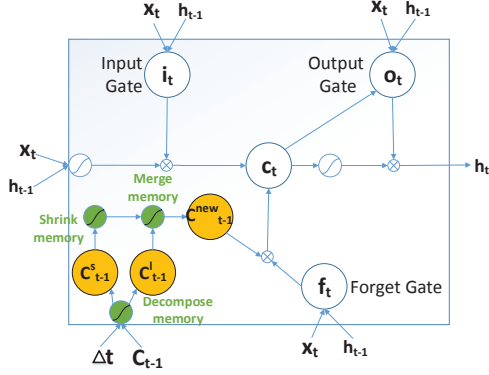 xt ht-1
xt ht-1
Input Gate
it
Output Gate
ot
xt
ht-1
ct
ht
Merge memory
Shrink memory
Cnewt-1
Cst-1
Clt-1
Decompose memory
ft
Forget Gate
Δt Ct-1
xt ht-1